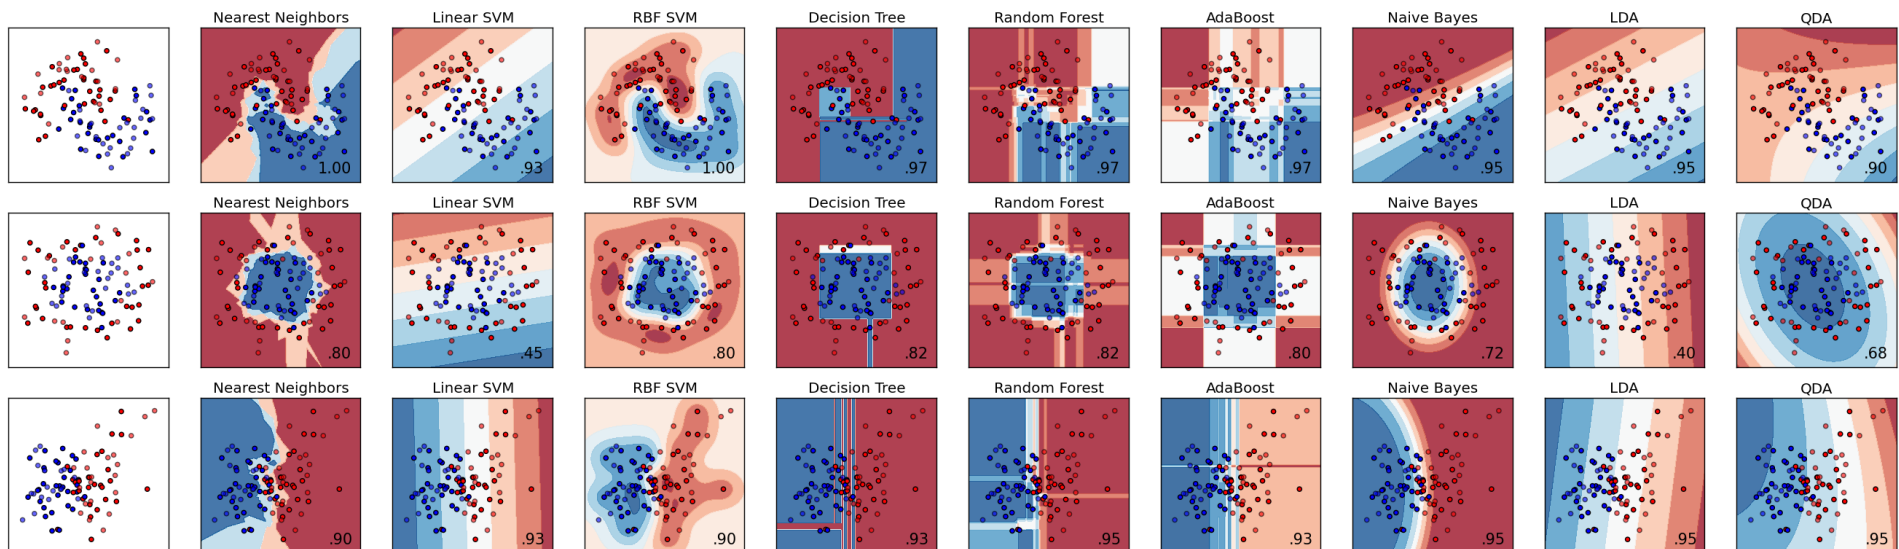 Nearest Neighbors Linear SVM RBF SVM Decision Tree Random Forest AdaBoost Naive Bayes LDA QDA
1.00 .93 1.00 .97 .97 .97 .95 .95 .90
Nearest Neighbors Linear SVM RBF SVM Decision Tree Random Forest AdaBoost Naive Bayes LDA QDA
.80 .45 .80 .82 .82 .80 .72 .40 .68
Nearest Neighbors Linear SVM RBF SVM Decision Tree Random Forest AdaBoost Naive Bayes LDA QDA
.90 .93 .90 .93 .95 .93 .95 .95 .95